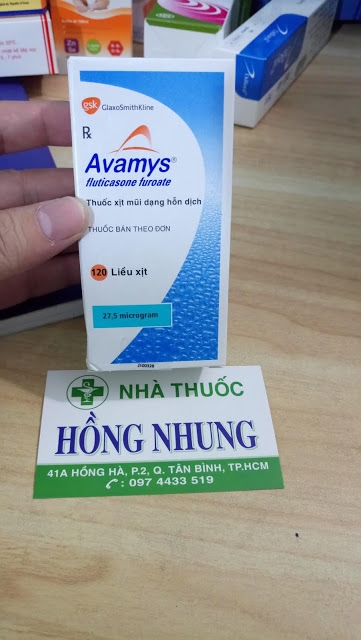 gsk GlaxoSmithKline
Rx
Avamys®
fluticasone furoate
Thuốc xịt mũi dạng hỗn dịch
THUỐC BÁN THEO ĐƠN
120 Liều xịt
27,5 microgram
NHÀ THUỐC
HỒNG NHUNG
41A HỒNG HÀ, P.2, Q. TÂN BÌNH, TP.HCM
: 097 4433 519